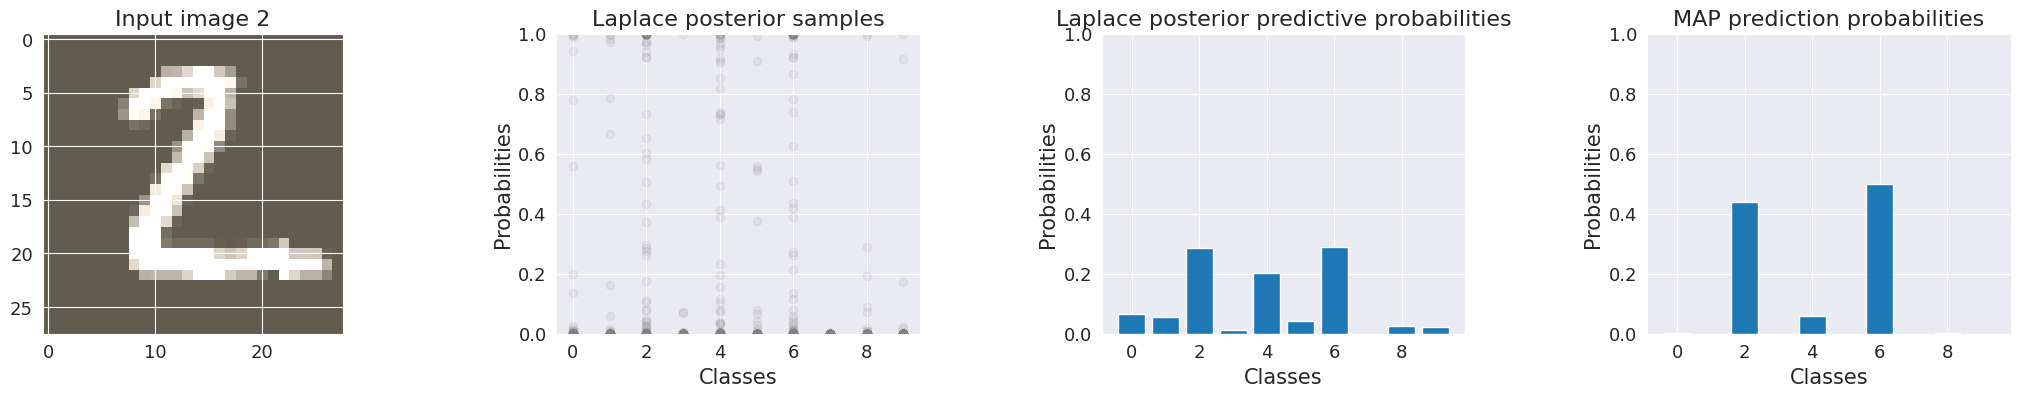 Input image 2
0
5
10
15
20
25
0 10 20
Laplace posterior samples
Probabilities
1.0
0.8
0.6
0.4
0.2
0.0
0 2 4 6 8
Classes
Laplace posterior predictive probabilities
Probabilities
1.0
0.8
0.6
0.4
0.2
0.0
0 2 4 6 8
Classes
MAP prediction probabilities
Probabilities
1.0
0.8
0.6
0.4
0.2
0.0
0 2 4 6 8
Classes
2